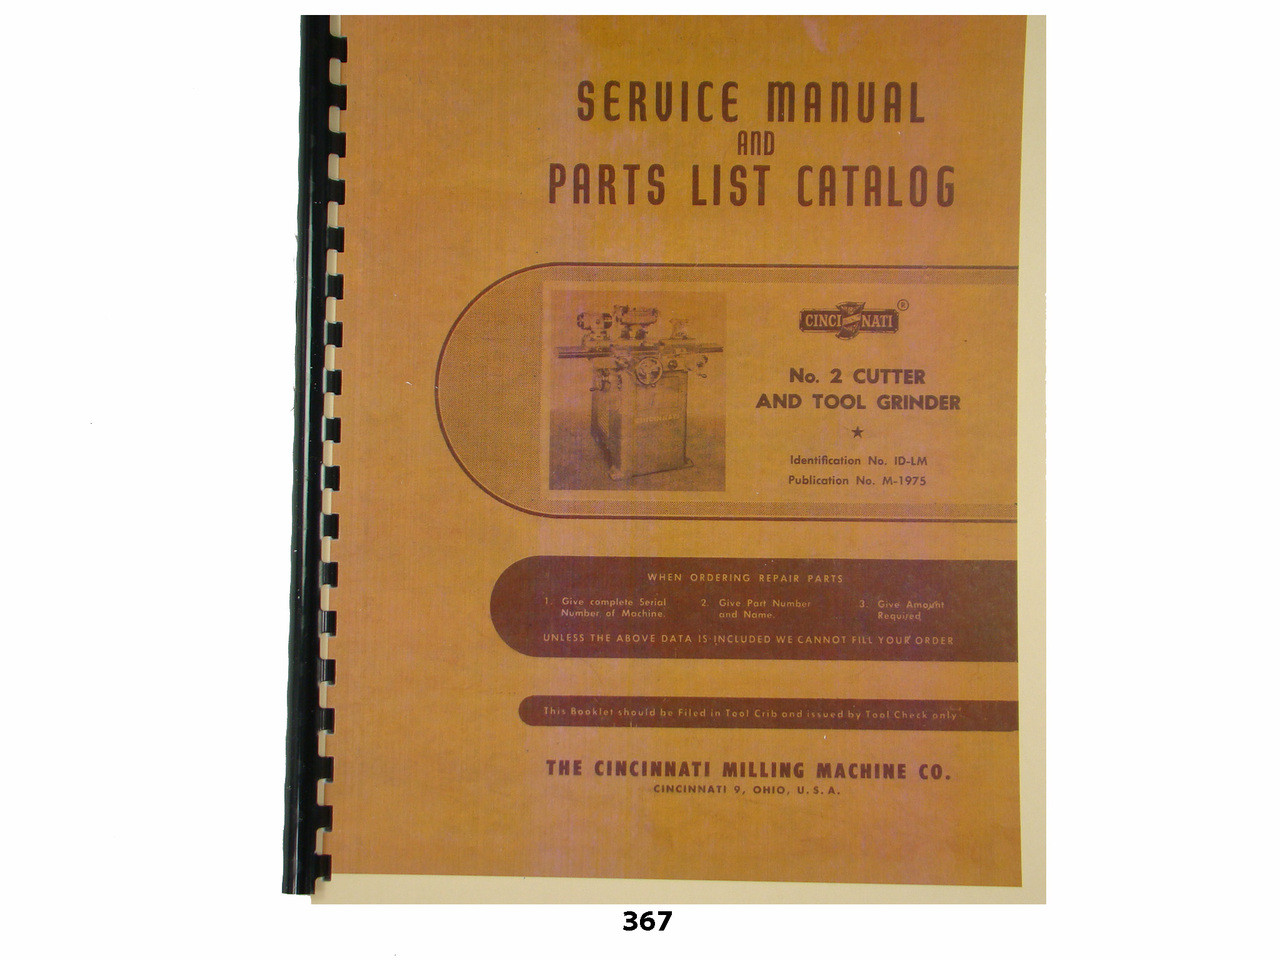 SERVICE MANUAL
AND
PARTS LIST CATALOG
CINCINNATI ®
No. 2 CUTTER
AND TOOL GRINDER
★
Identification No. ID-LM
Publication No. M-1975
CINCINNATI
WHEN ORDERING REPAIR PARTS
1. Give complete Serial Number of Machine.
2. Give Part Number and Name.
3. Give Amount Required.
UNLESS THE ABOVE DATA IS INCLUDED WE CANNOT FILL YOUR ORDER
This Booklet should be Filed in Tool Crib and issued by Tool Check only
THE CINCINNATI MILLING MACHINE CO.
CINCINNATI 9, OHIO, U.S.A.
367